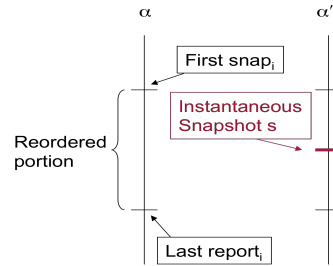 α α′
First snapᵢ
Instantaneous
Snapshot s
Reordered
portion
Last reportᵢ